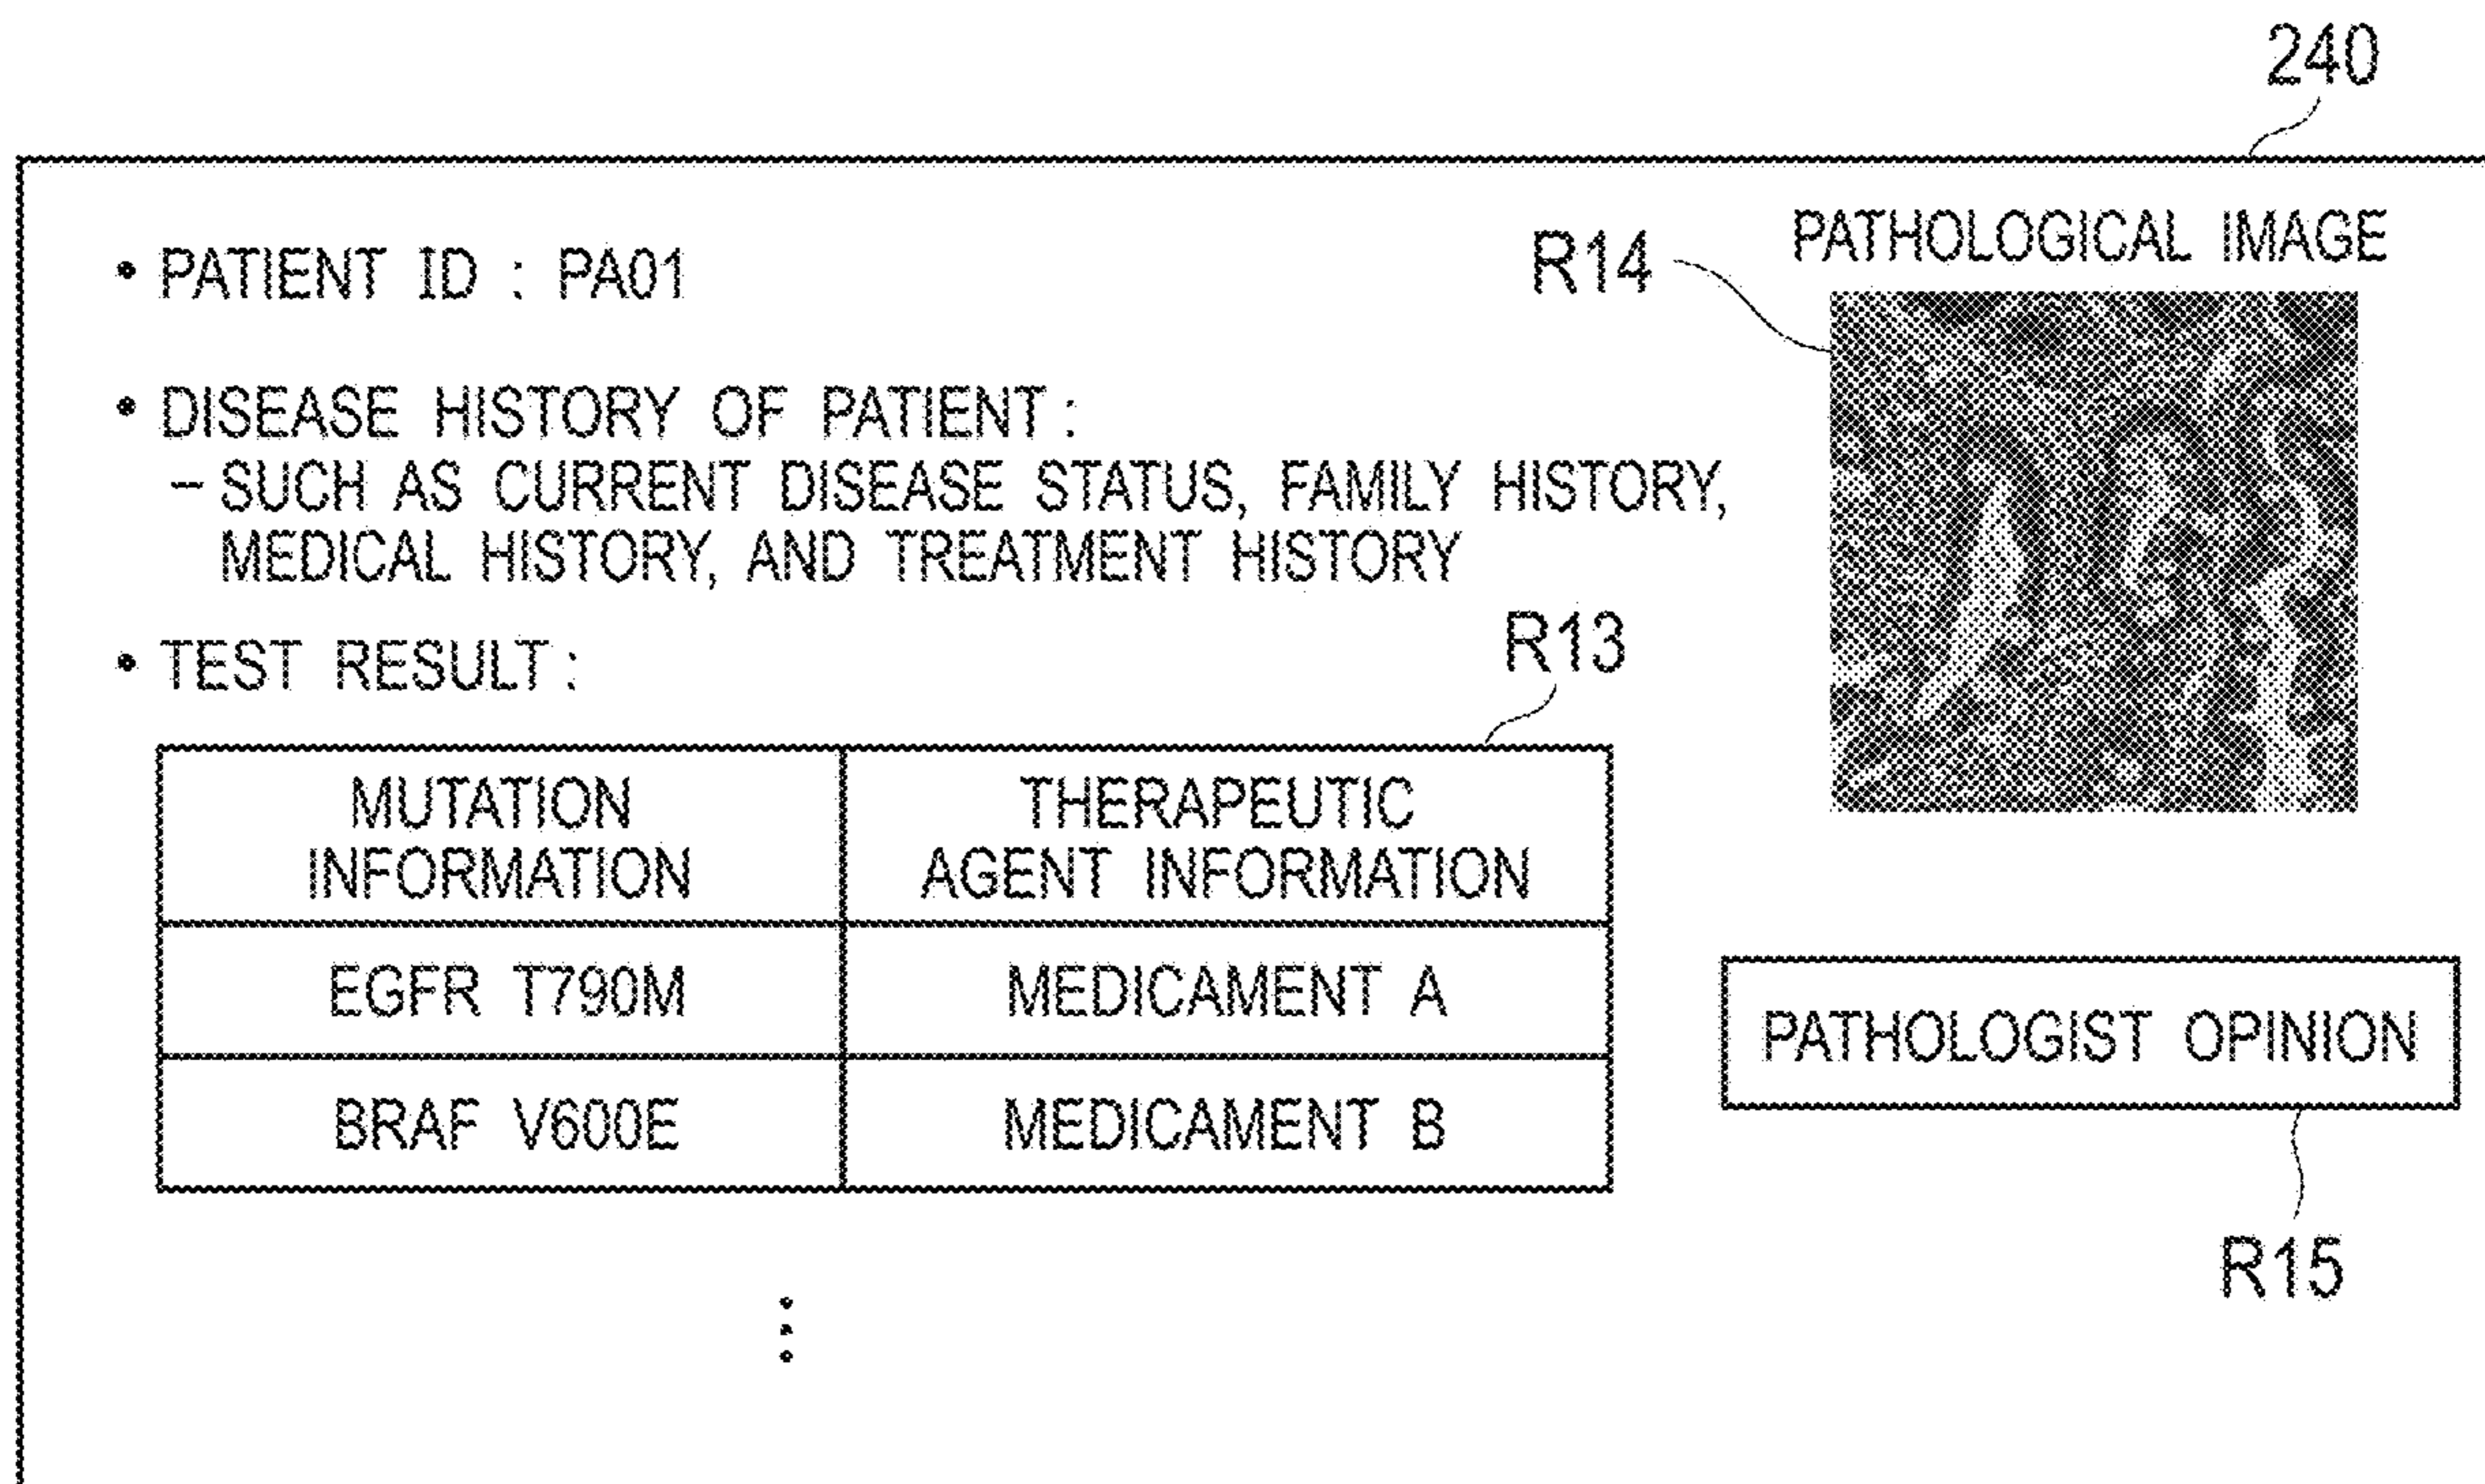 240
• PATIENT ID : PA01
• DISEASE HISTORY OF PATIENT :
– SUCH AS CURRENT DISEASE STATUS, FAMILY HISTORY,
MEDICAL HISTORY, AND TREATMENT HISTORY
• TEST RESULT :
R13
MUTATION
INFORMATION
THERAPEUTIC
AGENT INFORMATION
EGFR T790M
MEDICAMENT A
BRAF V600E
MEDICAMENT B
R14
PATHOLOGICAL IMAGE
PATHOLOGIST OPINION
R15